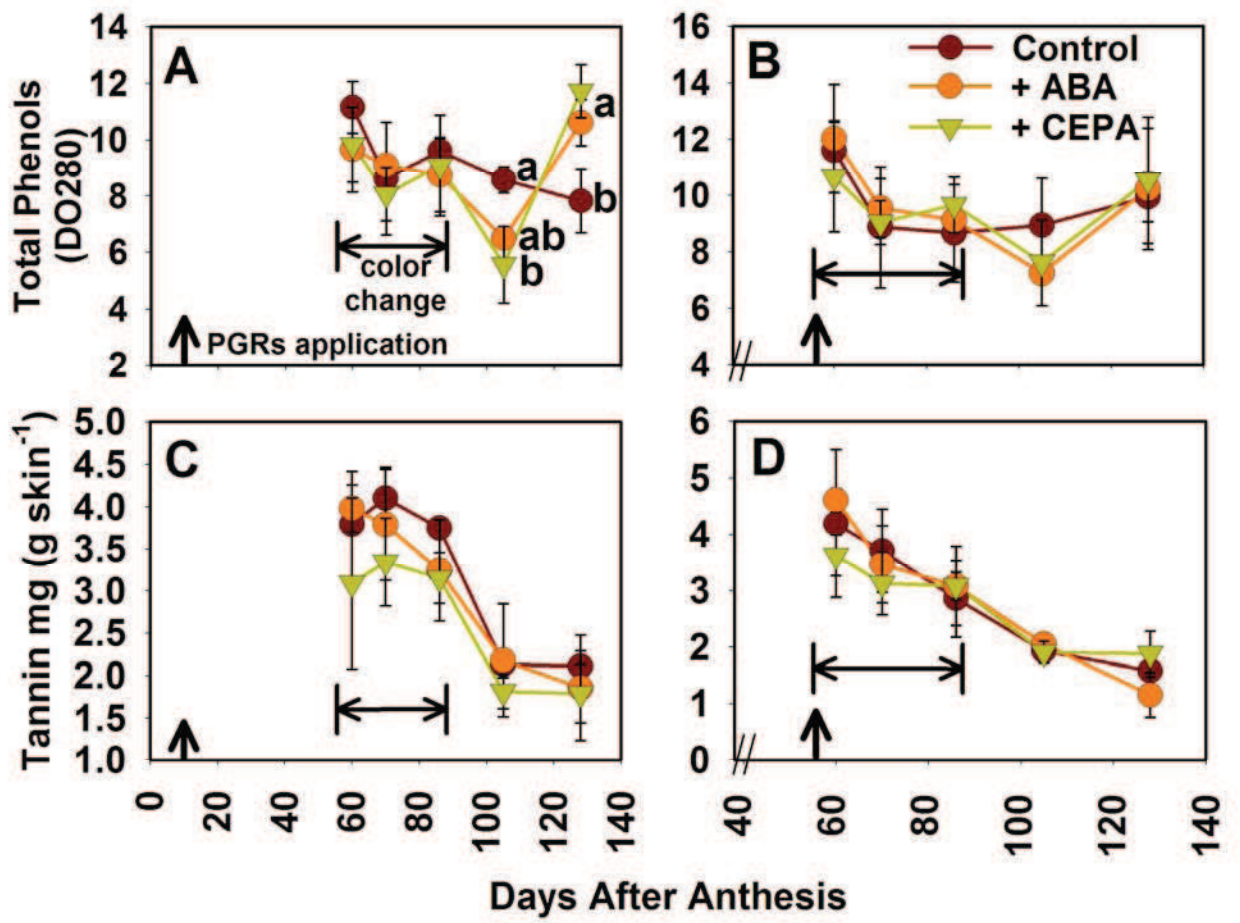 14
12
10
8
6
4
2
Total Phenols
(DO280)
A
a
a
b
ab
b
color
change
PGRs application
16
14
12
10
8
6
4
B
Control
+ ABA
+ CEPA
5.0
4.5
4.0
3.5
3.0
2.5
2.0
1.5
1.0
Tannin mg (g skin⁻¹)
C
0
20
40
60
80
100
120
140
6
5
4
3
2
1
0
D
40
60
80
100
120
140
Days After Anthesis